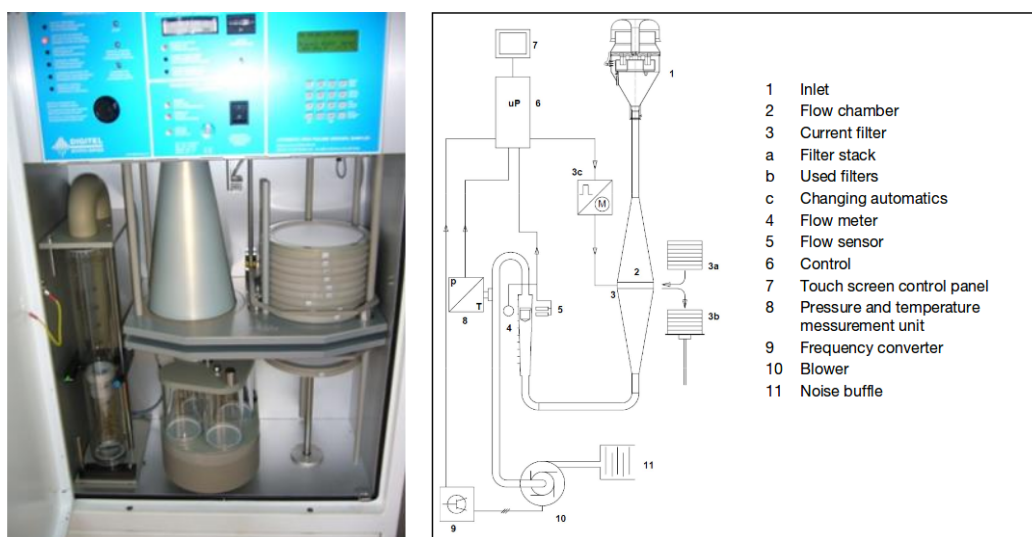 DIGITEL
7
uP
6
1
3c
M
2
3
3a
3b
p
T
8
4
5
9
10
11
1 Inlet
2 Flow chamber
3 Current filter
a Filter stack
b Used filters
c Changing automatics
4 Flow meter
5 Flow sensor
6 Control
7 Touch screen control panel
8 Pressure and temperature
messurement unit
9 Frequency converter
10 Blower
11 Noise buffle